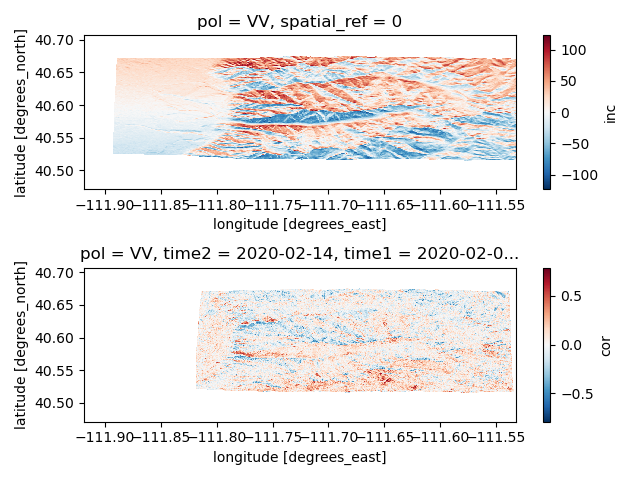 pol = VV, spatial_ref = 0
40.70
40.65
40.60
40.55
40.50
latitude [degrees_north]
−111.90 −111.85 −111.80 −111.75 −111.70 −111.65 −111.60 −111.55
longitude [degrees_east]
100
50
0
−50
−100
inc
pol = VV, time2 = 2020-02-14, time1 = 2020-02-0...
40.70
40.65
40.60
40.55
40.50
latitude [degrees_north]
−111.90 −111.85 −111.80 −111.75 −111.70 −111.65 −111.60 −111.55
longitude [degrees_east]
0.5
0.0
−0.5
cor